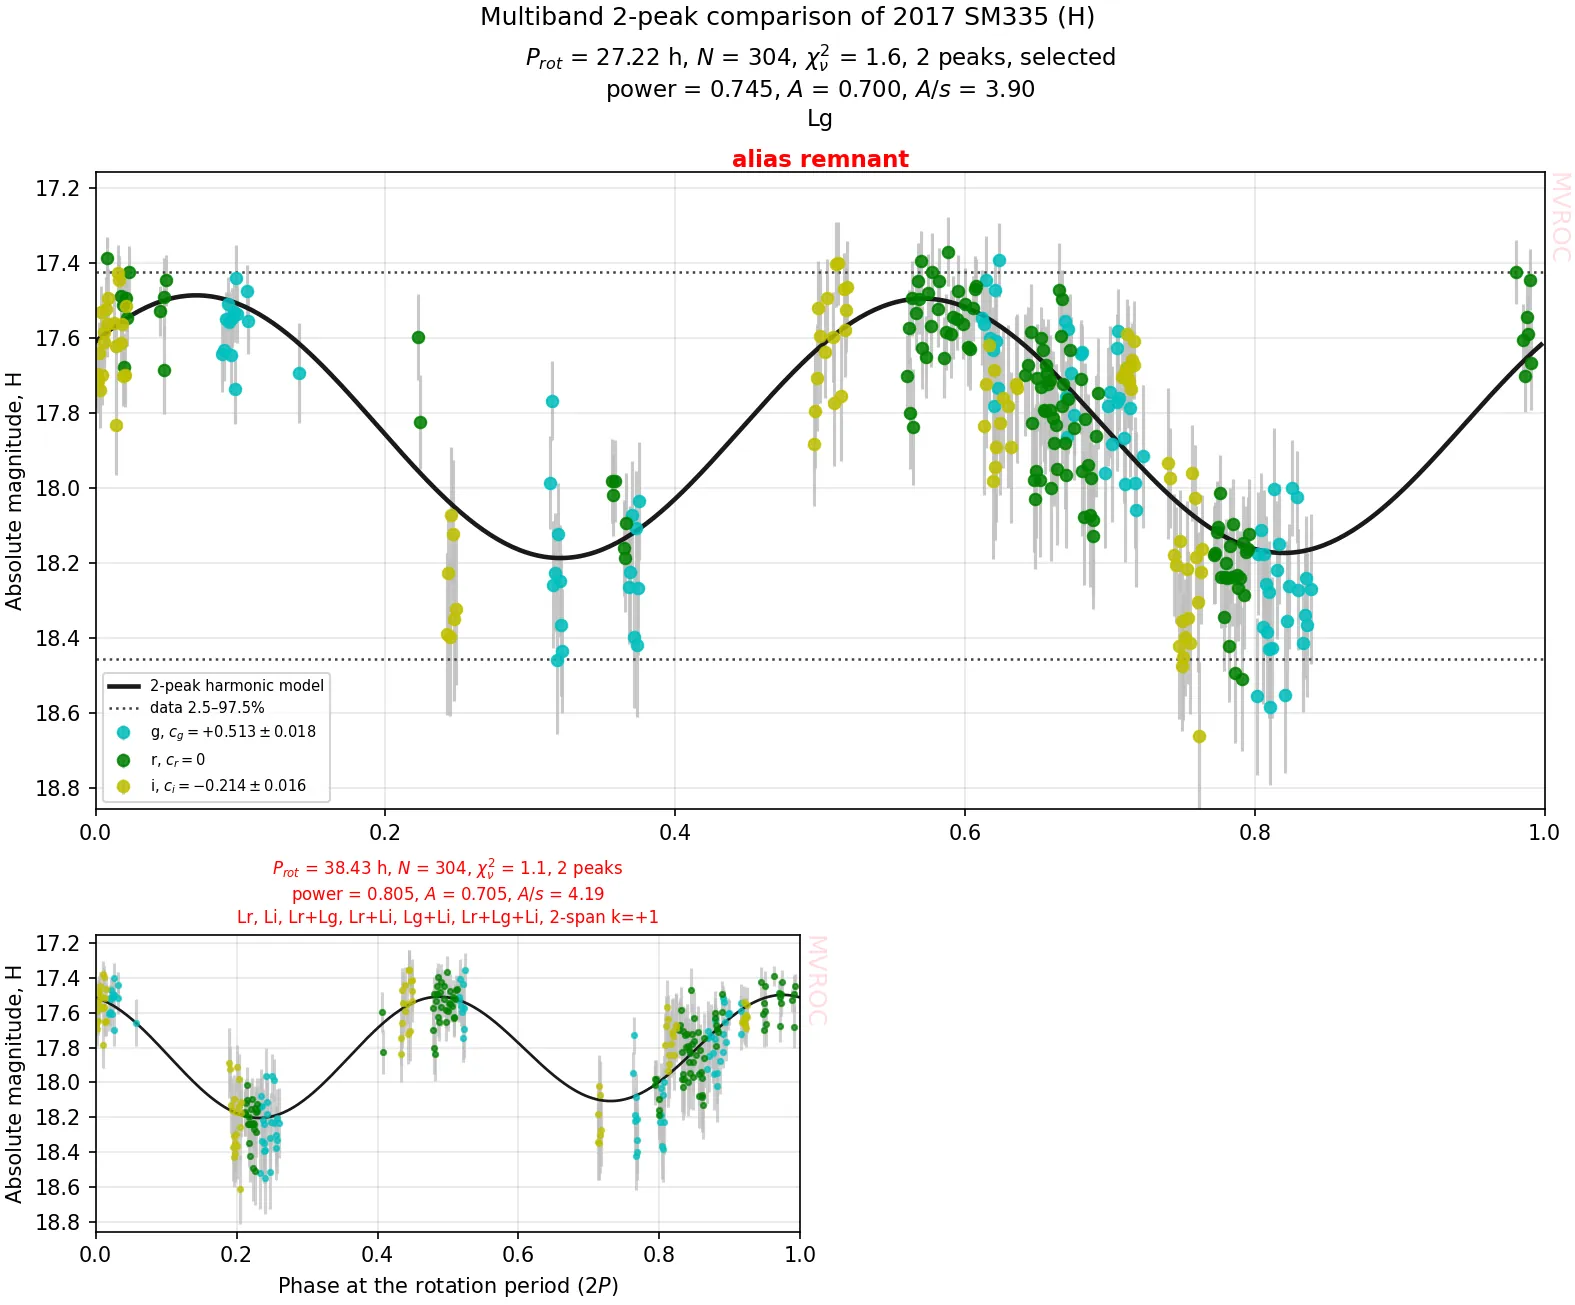 Multiband 2-peak comparison of 2017 SM335 (H)
P_rot = 27.22 h, N = 304, χ²_ν = 1.6, 2 peaks, selected
power = 0.745, A = 0.700, A/s = 3.90
Lg
alias remnant
MVROC
Absolute magnitude, H
17.2
17.4
17.6
17.8
18.0
18.2
18.4
18.6
18.8
2-peak harmonic model
data 2.5–97.5%
g, c_g = +0.513 ± 0.018
r, c_r = 0
i, c_i = −0.214 ± 0.016
0.0 0.2 0.4 0.6 0.8 1.0
P_rot = 38.43 h, N = 304, χ²_ν = 1.1, 2 peaks
power = 0.805, A = 0.705, A/s = 4.19
Lr, Li, Lr+Lg, Lr+Li, Lg+Li, Lr+Lg+Li, 2-span k=+1
MVROC
Absolute magnitude, H
17.2
17.4
17.6
17.8
18.0
18.2
18.4
18.6
18.8
0.0 0.2 0.4 0.6 0.8 1.0
Phase at the rotation period (2P)